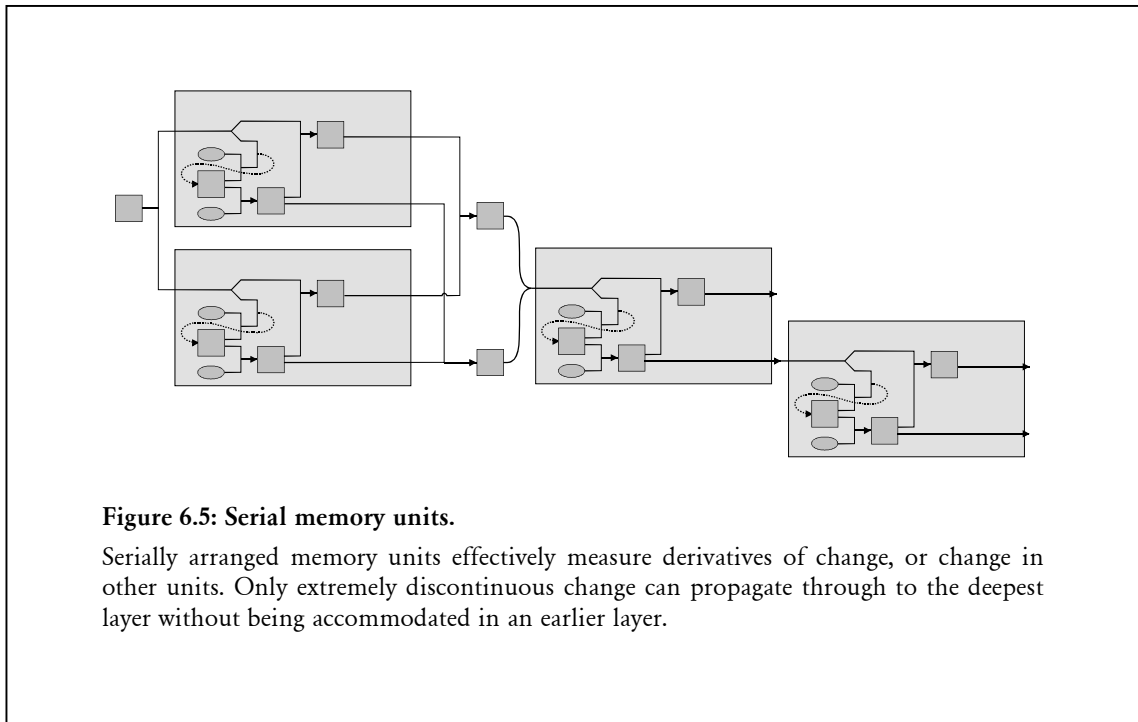 Figure 6.5: Serial memory units.
Serially arranged memory units effectively measure derivatives of change, or change in
other units. Only extremely discontinuous change can propagate through to the deepest
layer without being accommodated in an earlier layer.